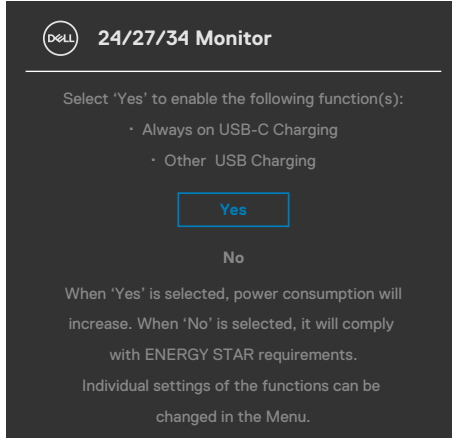 DELL
24/27/34 Monitor
Select ‘Yes’ to enable the following function(s):
· Always on USB-C Charging
· Other USB Charging
Yes
No
When ‘Yes’ is selected, power consumption will
increase. When ‘No’ is selected, it will comply
with ENERGY STAR requirements.
Individual settings of the functions can be
changed in the Menu.